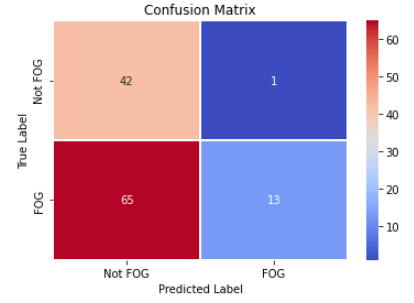 Confusion Matrix
Not FOG
42
1
60
50
40
30
20
10
True Label
FOG
65
13
Not FOG
FOG
Predicted Label